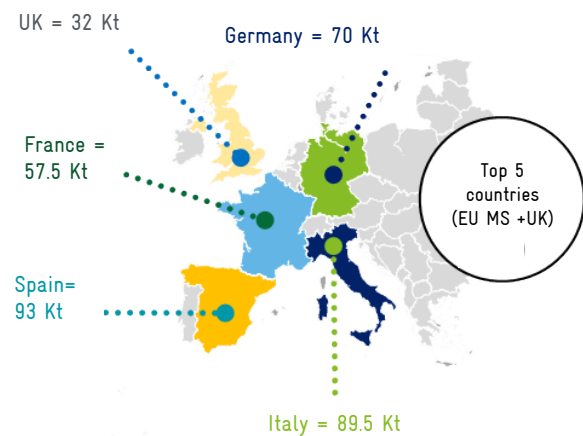 UK = 32 Kt
Germany = 70 Kt
France =
57.5 Kt
Top 5
countries
(EU MS +UK)
Spain=
93 Kt
Italy = 89.5 Kt